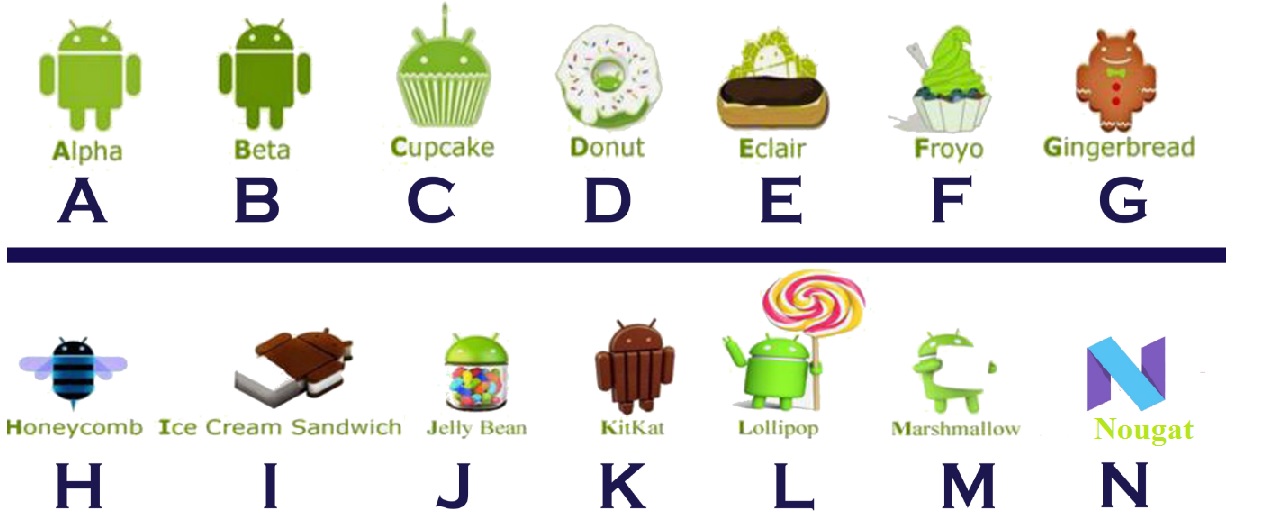 Alpha Beta Cupcake Donut Eclair Froyo Gingerbread
A B C D E F G
Honeycomb Ice Cream Sandwich Jelly Bean KitKat Lollipop Marshmallow Nougat
H I J K L M N